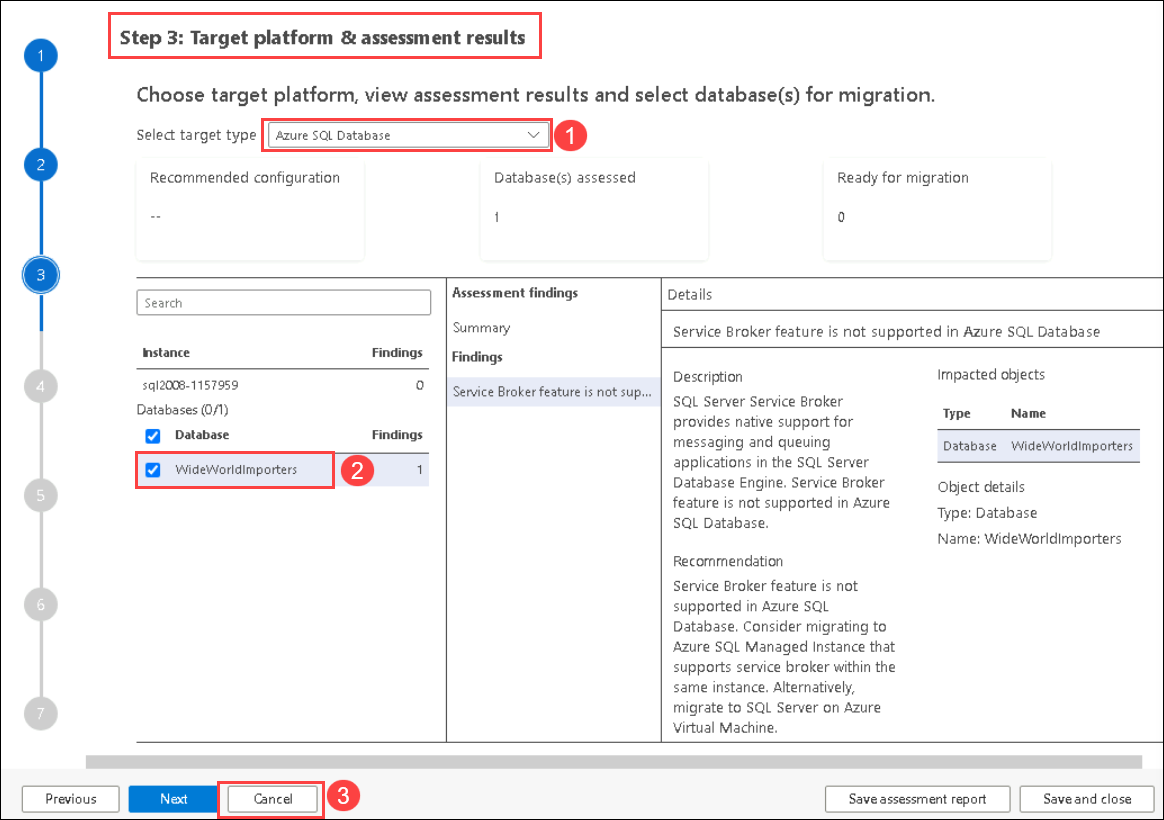 Step 3: Target platform & assessment results
1
2
3
4
5
6
7
Choose target platform, view assessment results and select database(s) for migration.
Select target type
Azure SQL Database
1
Recommended configuration
--
Database(s) assessed
1
Ready for migration
0
Search
Instance Findings
sql2008-1157959 0
Databases (0/1)
Database Findings
WideWorldImporters 1
2
Assessment findings
Summary
Findings
Service Broker feature is not sup...
Details
Service Broker feature is not supported in Azure SQL Database
Description
SQL Server Service Broker
provides native support for
messaging and queuing
applications in the SQL Server
Database Engine. Service Broker
feature is not supported in Azure
SQL Database.
Recommendation
Service Broker feature is not
supported in Azure SQL
Database. Consider migrating to
Azure SQL Managed Instance that
supports service broker within the
same instance. Alternatively,
migrate to SQL Server on Azure
Virtual Machine.
Impacted objects
Type Name
Database WideWorldImporters
Object details
Type: Database
Name: WideWorldImporters
Previous
Next
Cancel
3
Save assessment report
Save and close